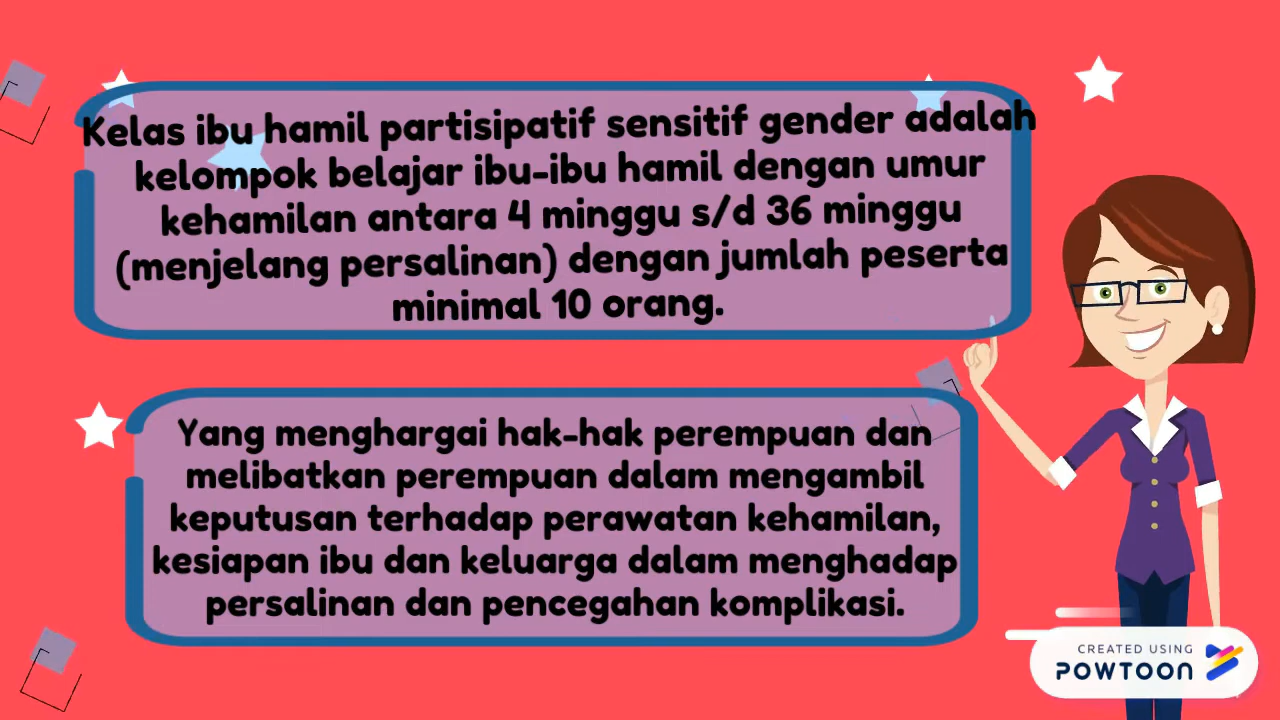 Kelas ibu hamil partisipatif sensitif gender adalah
kelompok belajar ibu-ibu hamil dengan umur
kehamilan antara 4 minggu s/d 36 minggu
(menjelang persalinan) dengan jumlah peserta
minimal 10 orang.
Yang menghargai hak-hak perempuan dan
melibatkan perempuan dalam mengambil
keputusan terhadap perawatan kehamilan,
kesiapan ibu dan keluarga dalam menghadap
persalinan dan pencegahan komplikasi.
CREATED USING
POWTOON